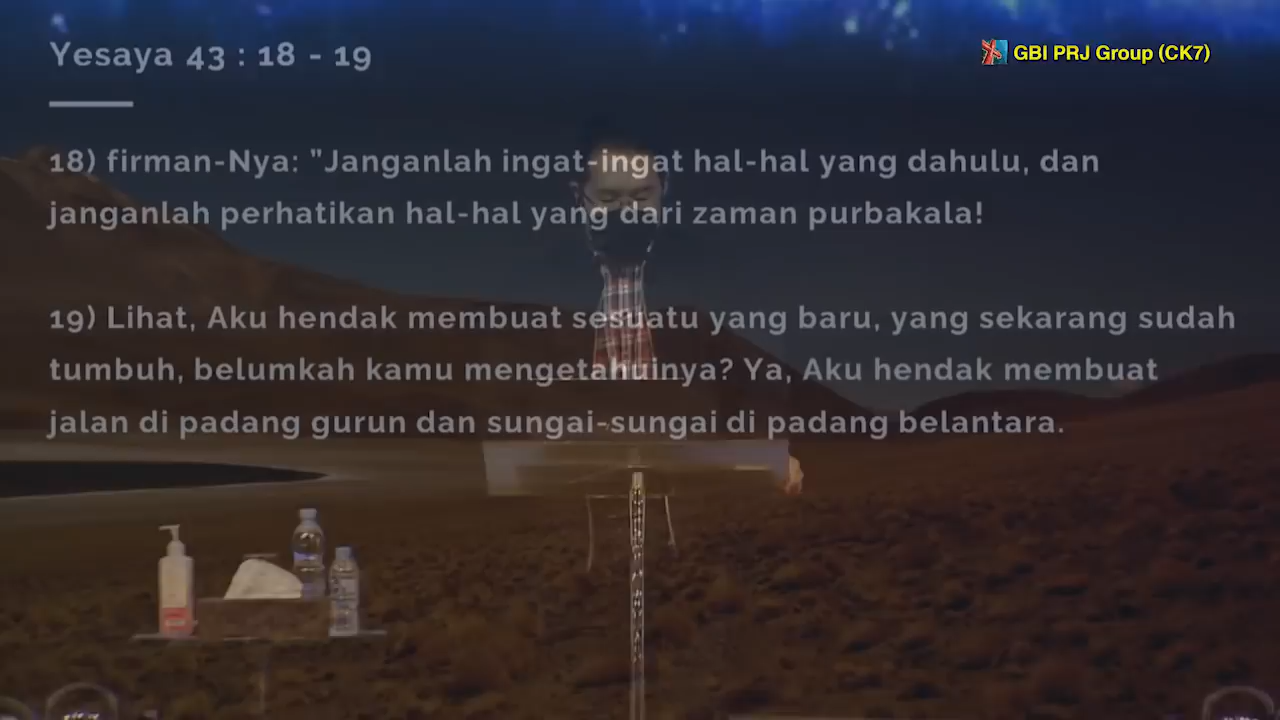 Yesaya 43 : 18 - 19
GBI PRJ Group (CK7)
18) firman-Nya: "Janganlah ingat-ingat hal-hal yang dahulu, dan
janganlah perhatikan hal-hal yang dari zaman purbakala!
19) Lihat, Aku hendak membuat sesuatu yang baru, yang sekarang sudah
tumbuh, belumkah kamu mengetahuinya? Ya, Aku hendak membuat
jalan di padang gurun dan sungai-sungai di padang belantara.